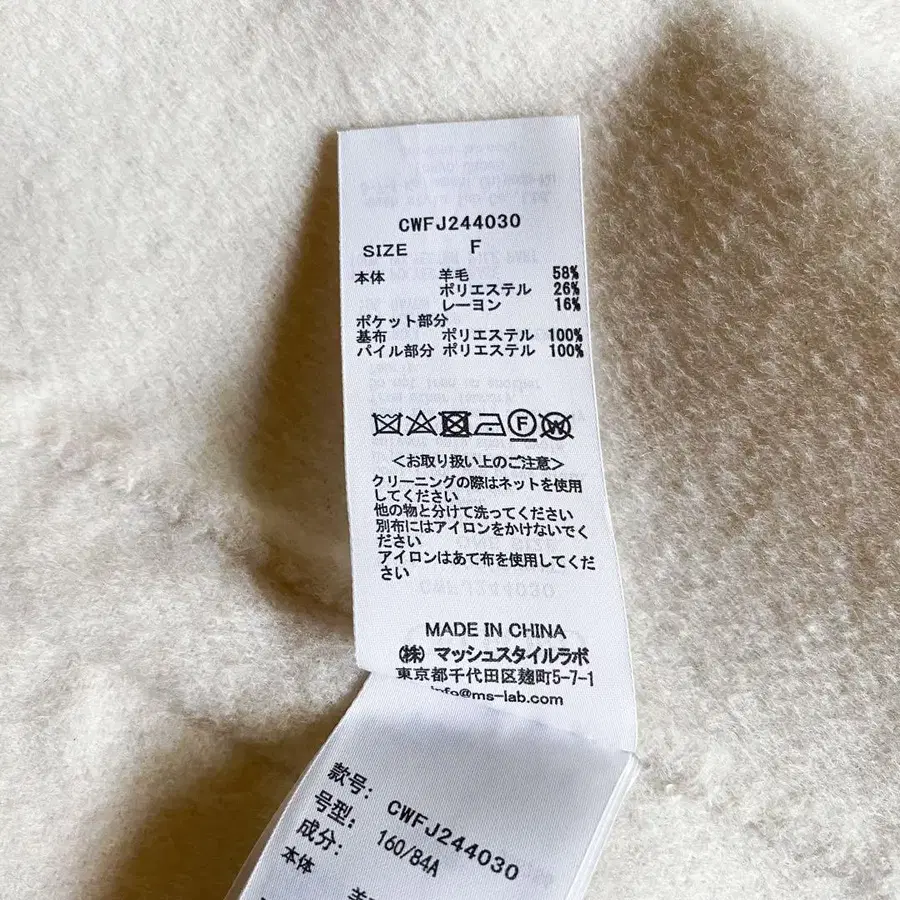 CWFJ244030
SIZE F
本体 羊毛 58%
ポリエステル 26%
レーヨン 16%
ポケット部分
基布 ポリエステル 100%
パイル部分 ポリエステル 100%
F W
<お取り扱い上のご注意>
クリーニングの際はネットを使用
してください
他の物と分けて洗ってください
別布にはアイロンをかけないでく
ださい
アイロンはあて布を使用してくだ
さい
MADE IN CHINA
(株) マッシュスタイルラボ
東京都千代田区麹町5-7-1
info@ms-lab.com
款号: CWFJ244030
号型: 160/84A
成分:
本体